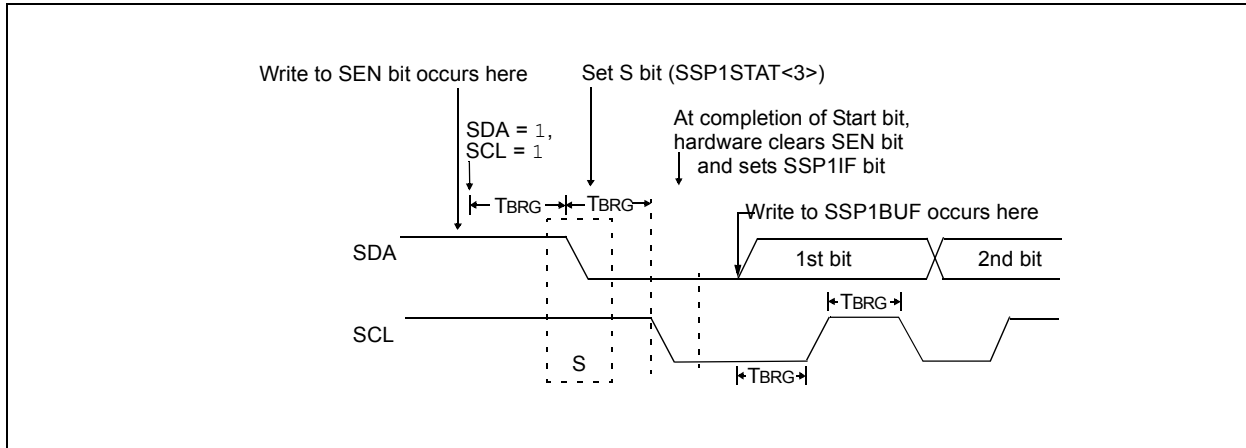 Write to SEN bit occurs here
Set S bit (SSP1STAT<3>)
SDA = 1,
SCL = 1
At completion of Start bit,
hardware clears SEN bit
and sets SSP1IF bit
TBRG
TBRG
Write to SSP1BUF occurs here
SDA
1st bit
2nd bit
TBRG
SCL
S
TBRG